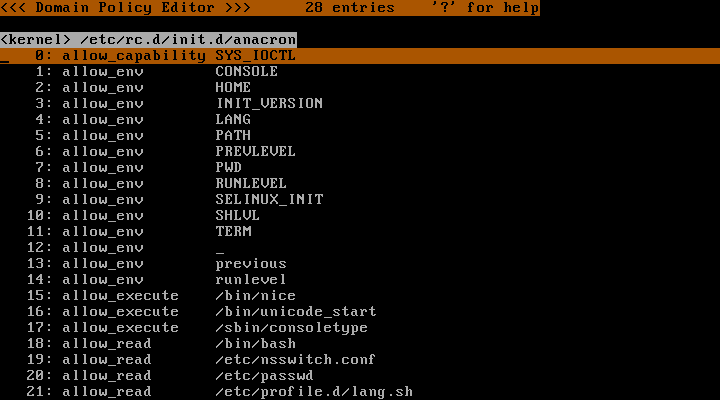 <<< Domain Policy Editor >>>      28 entries    '?' for help
<kernel> /etc/rc.d/init.d/anacron
0: allow_capability SYS_IOCTL
1: allow_env        CONSOLE
2: allow_env        HOME
3: allow_env        INIT_VERSION
4: allow_env        LANG
5: allow_env        PATH
6: allow_env        PREVLEVEL
7: allow_env        PWD
8: allow_env        RUNLEVEL
9: allow_env        SELINUX_INIT
10: allow_env        SHLVL
11: allow_env        TERM
12: allow_env        _
13: allow_env        previous
14: allow_env        runlevel
15: allow_execute    /bin/nice
16: allow_execute    /bin/unicode_start
17: allow_execute    /sbin/consoletype
18: allow_read       /bin/bash
19: allow_read       /etc/nsswitch.conf
20: allow_read       /etc/passwd
21: allow_read       /etc/profile.d/lang.sh